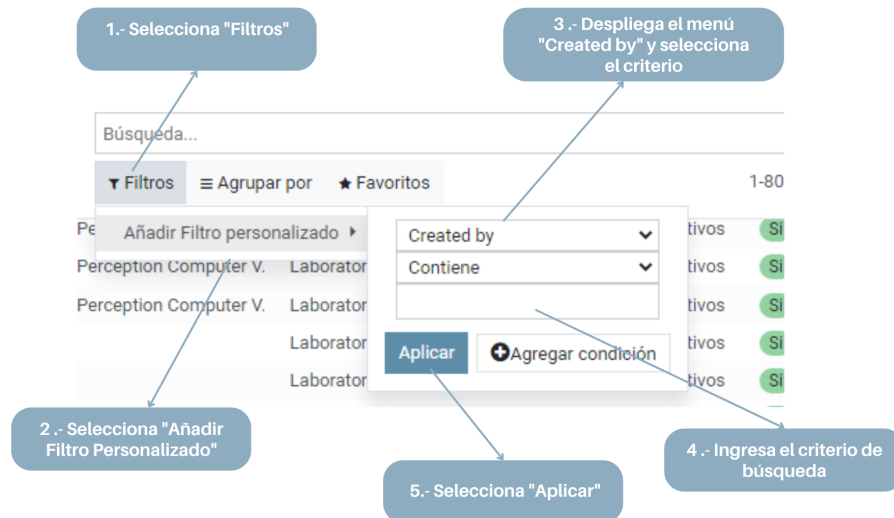 1.- Selecciona "Filtros"
3 .- Despliega el menú
"Created by" y selecciona
el criterio
Búsqueda...
Filtros Agrupar por Favoritos 1-80
Añadir Filtro personalizado
Created by
tivos Si
Perception Computer V. Laborator
Contiene
tivos Si
Perception Computer V. Laborator
tivos Si
Laborator
Aplicar Agregar condición
tivos Si
Laborator
tivos Si
2 .- Selecciona "Añadir
Filtro Personalizado"
4 .- Ingresa el criterio de
búsqueda
5.- Selecciona "Aplicar"